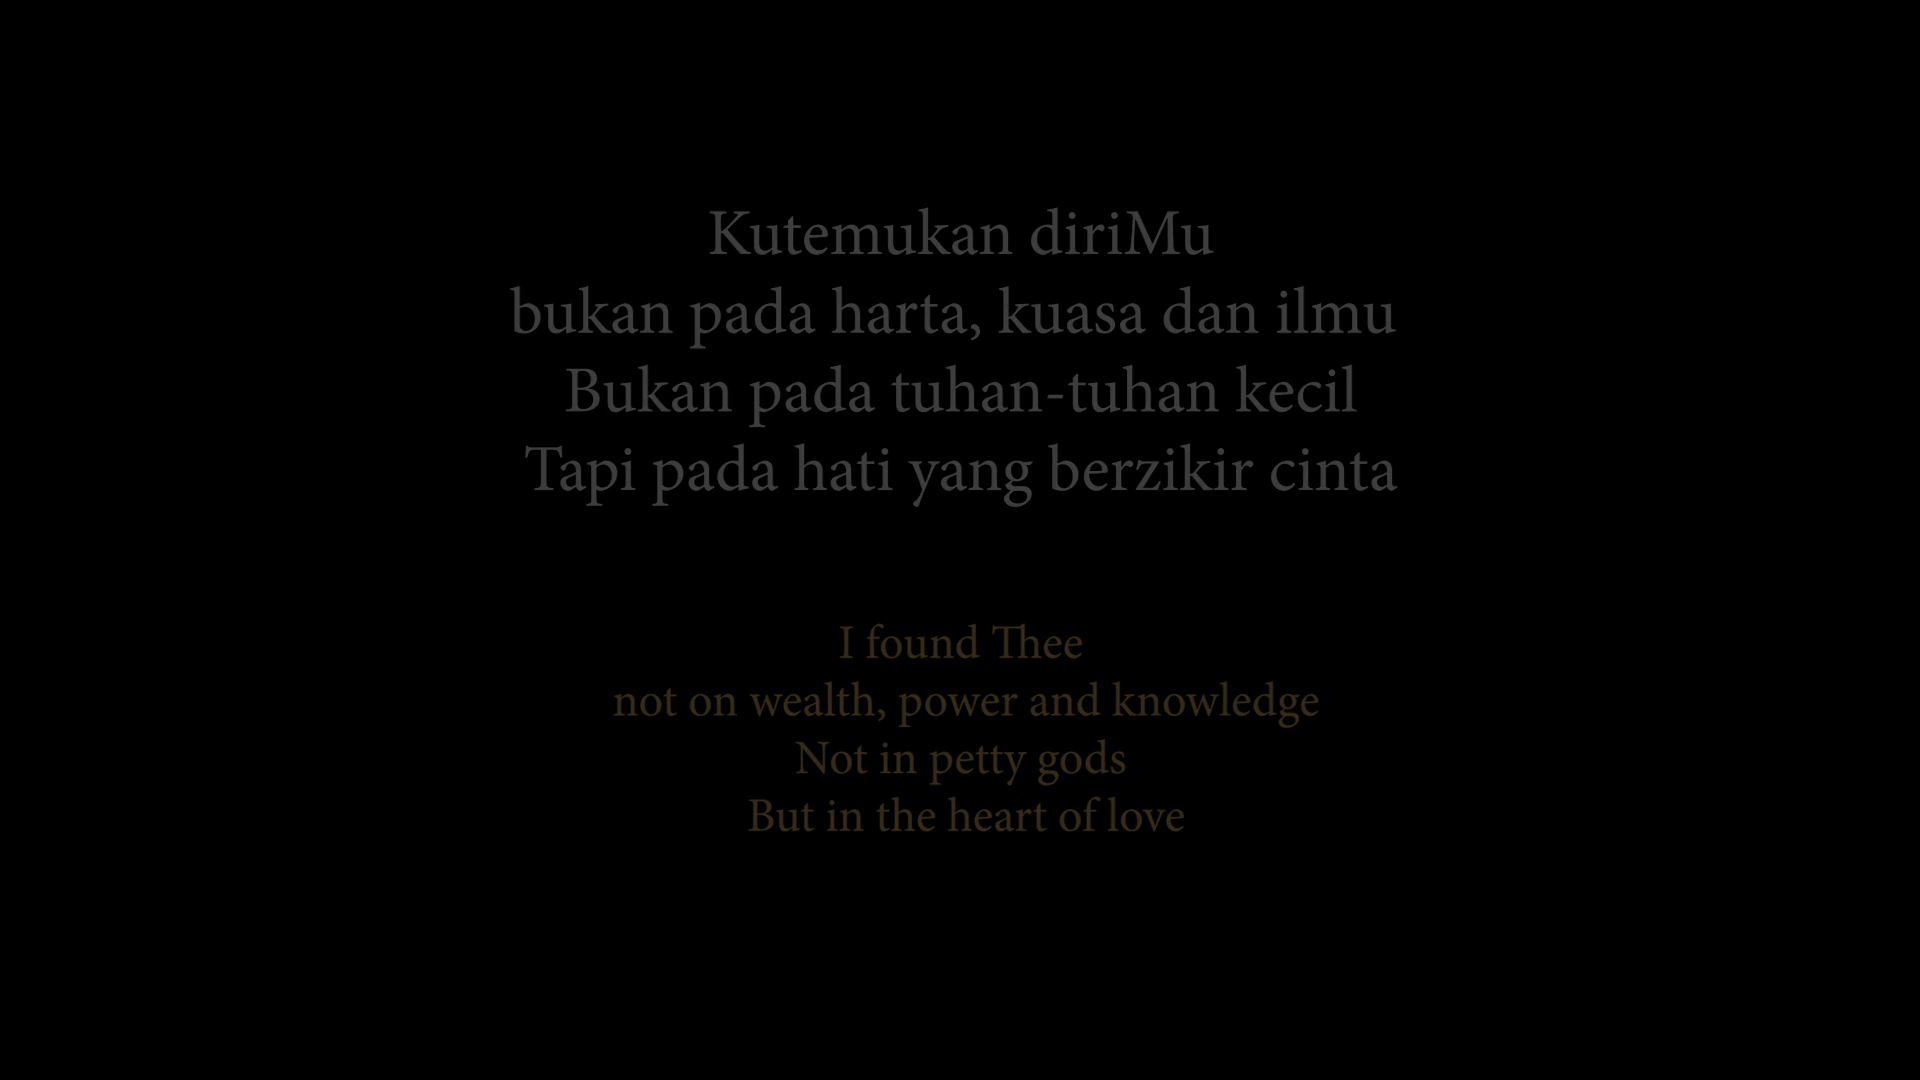 Kutemukan diriMu
bukan pada harta, kuasa dan ilmu
Bukan pada tuhan-tuhan kecil
Tapi pada hati yang berzikir cinta
I found Thee
not on wealth, power and knowledge
Not in petty gods
But in the heart of love